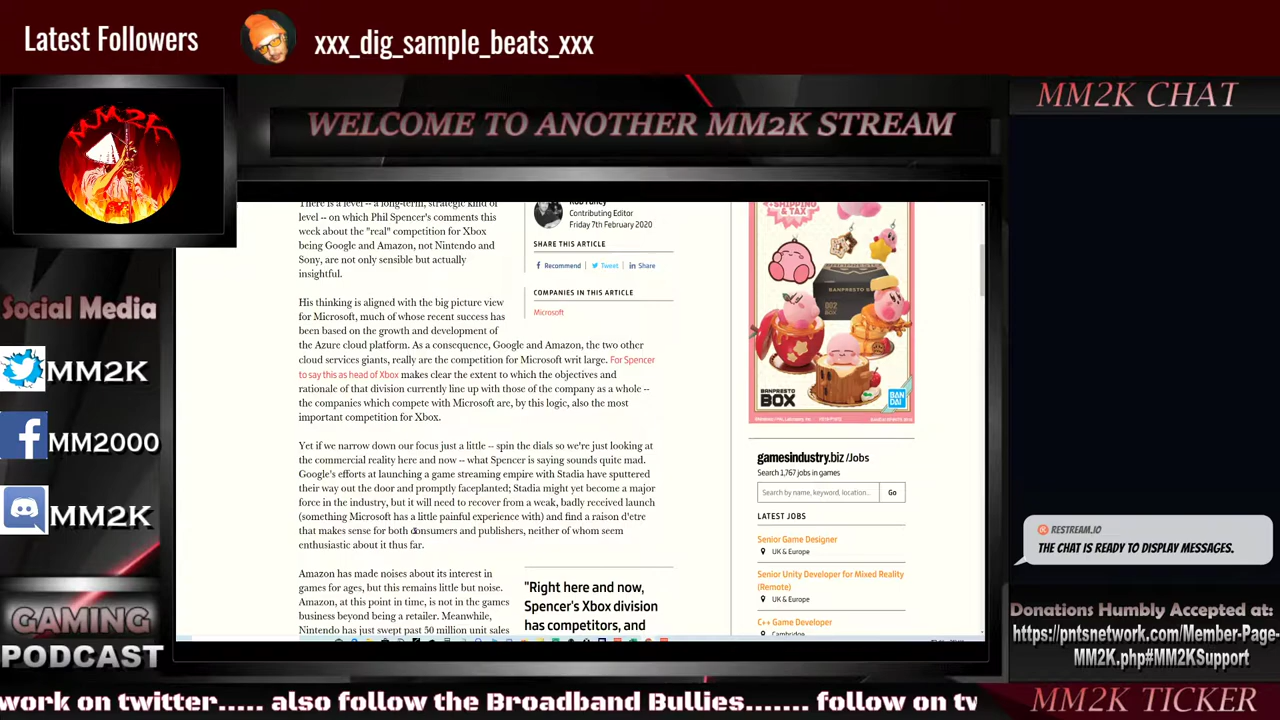 Latest Followers
xxx_dig_sample_beats_xxx
MM2K
WELCOME TO ANOTHER MM2K STREAM
MM2K CHAT
There is a level -- a long-term, strategic kind of
level -- on which Phil Spencer's comments this
week about the "real" competition for Xbox
being Google and Amazon, not Nintendo and
Sony, are not only sensible but actually
insightful.
His thinking is aligned with the big picture view
for Microsoft, much of whose recent success has
been based on the growth and development of
the Azure cloud platform. As a consequence, Google and Amazon, the two other
cloud services giants, really are the competition for Microsoft writ large. For Spencer
to say this as head of Xbox makes clear the extent to which the objectives and
rationale of that division currently line up with those of the company as a whole --
the companies which compete with Microsoft are, by this logic, also the most
important competition for Xbox.
Yet if we narrow down our focus just a little -- spin the dials so we're just looking at
the commercial reality here and now -- what Spencer is saying sounds quite mad.
Google's efforts at launching a game streaming empire with Stadia have sputtered
their way out the door and promptly faceplanted; Stadia might yet become a major
force in the industry, but it will need to recover from a weak, badly received launch
(something Microsoft has a little painful experience with) and find a raison d'etre
that makes sense for both consumers and publishers, neither of whom seem
enthusiastic about it thus far.
Amazon has made noises about its interest in
games for ages, but this remains little but noise.
Amazon, at this point in time, is not in the games
business beyond being a retailer. Meanwhile,
Nintendo has just swept past 50 million unit sales
Contributing Editor
Friday 7th February 2020
SHARE THIS ARTICLE
Recommend
Tweet
Share
COMPANIES IN THIS ARTICLE
Microsoft
"Right here and now,
Spencer's Xbox division
has competitors, and
SHIPPING
& TAX
BANPRESTO
BANPRESTO
BOX
BAN
DAI
gamesindustry.biz /Jobs
Search 1,767 jobs in games
Search by name, keyword, location..
Go
LATEST JOBS
Senior Game Designer
UK & Europe
Senior Unity Developer for Mixed Reality
(Remote)
UK & Europe
C++ Game Developer
Cambridge
Social Media
MM2K
MM2000
MM2K
GAMING
PODCAST
RESTREAM.IO
THE CHAT IS READY TO DISPLAY MESSAGES.
Donations Humbly Accepted at:
https://pntsnetwork.com/Member-Page-
MM2K.php#MM2KSupport
work on twitter..... also follow the Broadband Bullies....... follow on tw
MM2K TICKER